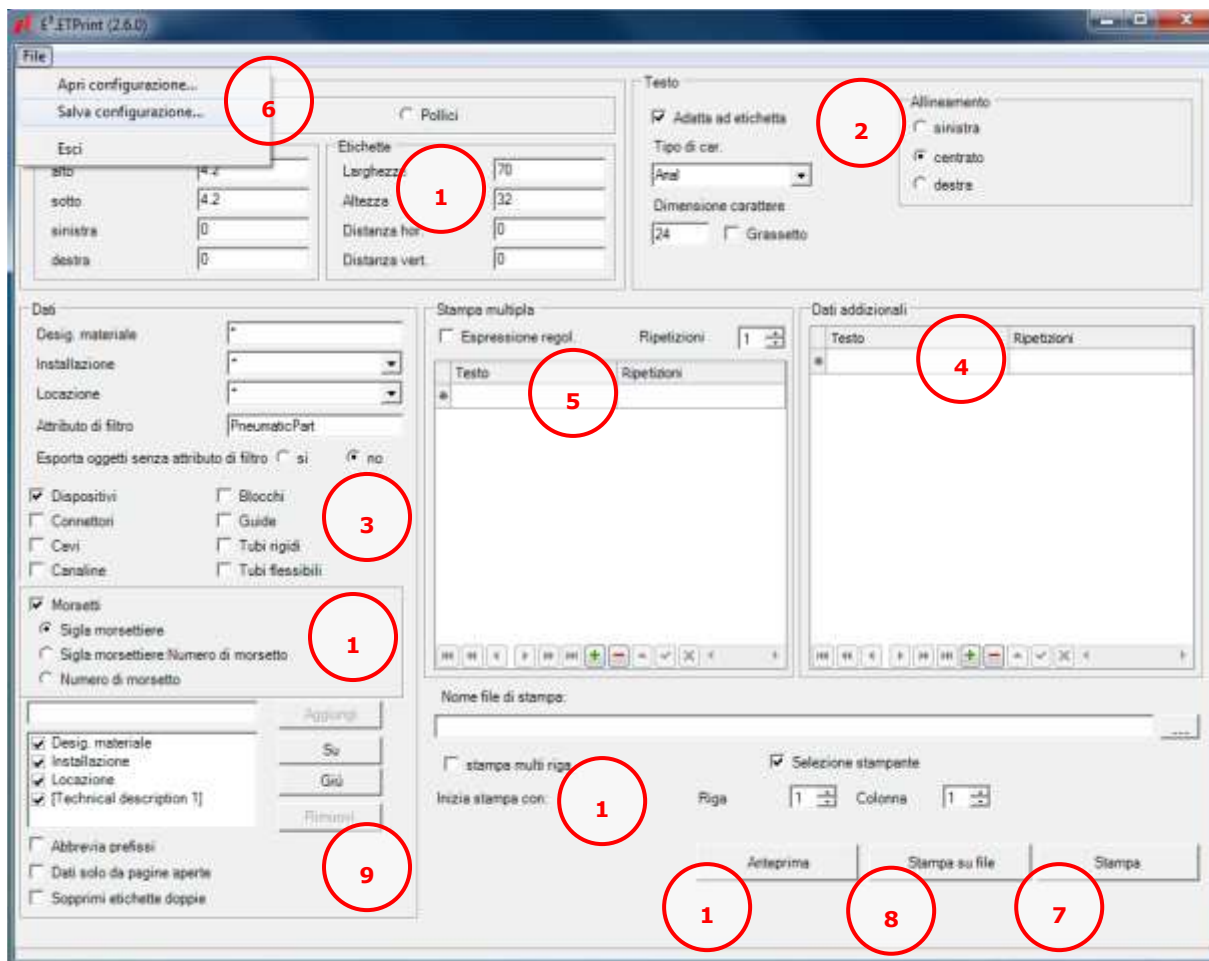 E³.ETPrint (2.6.0)
File
Apri configurazione...
Salva configurazione...
Esci
6
Pollici
alto 4.2
sotto 4.2
sinistra 0
destra 0
Etichette
Larghezza 70
Altezza 32
Distanza hor. 0
Distanza vert. 0
1
Testo
Adatta ad etichetta
Tipo di car.
Arial
Dimensione carattere
24 Grassetto
2
Allineamento
sinistra
centrato
destra
Dati
Desig. materiale *
Installazione *
Locazione *
Attributo di filtro PneumaticPart
Esporta oggetti senza attributo di filtro si no
Dispositivi Blocchi
Connettori Guide
Cavi Tubi rigidi
Canaline Tubi flessibili
3
Morsetti
Sigla morsettiere
Sigla morsettiere:Numero di morsetto
Numero di morsetto
1
Aggiungi
Su
Giù
Rimuovi
Desig. materiale
Installazione
Locazione
[Technical description 1]
Abbrevia prefissi
Dati solo da pagine aperte
Sopprimi etichette doppie
9
Stampa multipla
Espressione regol. Ripetizioni 1
Testo Ripetizioni
5
Dati addizionali
Testo Ripetizioni
4
Nome file di stampa:
...
stampa multi riga Selezione stampante
Inizia stampa con: Riga 1 Colonna 1
1
Anteprima Stampa su file Stampa
1 8 7